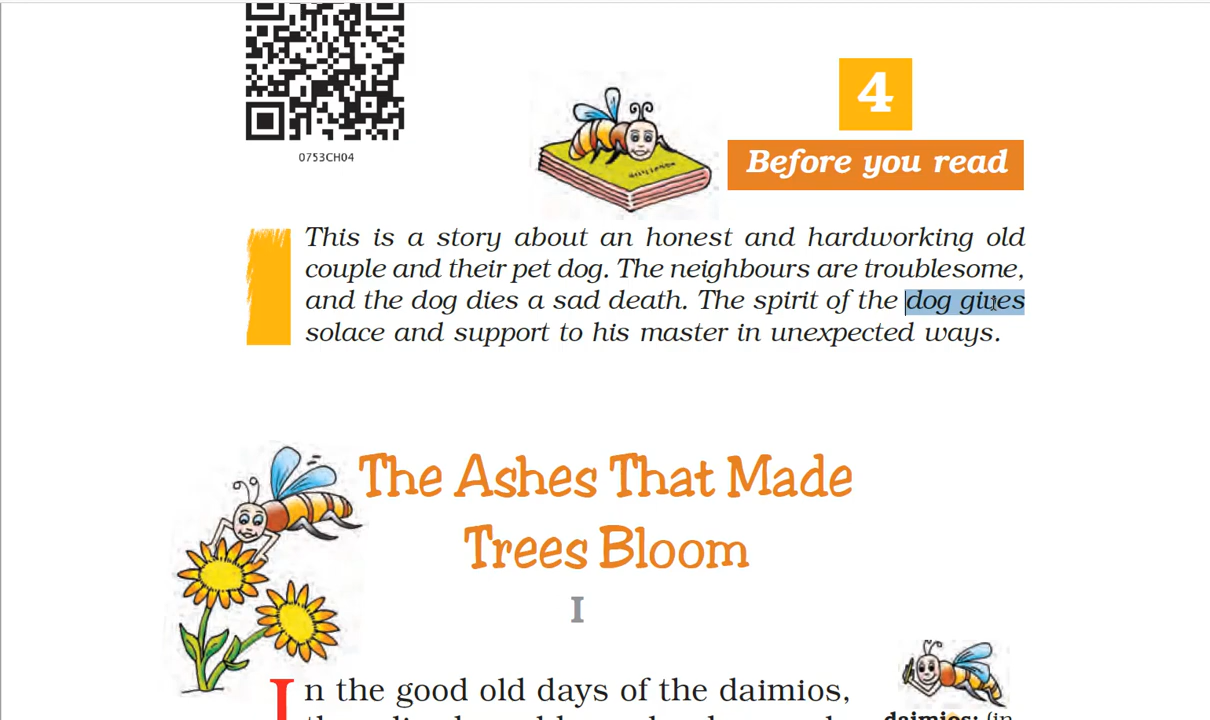 0753CH04
4
Before you read
This is a story about an honest and hardworking old
couple and their pet dog. The neighbours are troublesome,
and the dog dies a sad death. The spirit of the dog gives
solace and support to his master in unexpected ways.
The Ashes That Made
Trees Bloom
I
In the good old days of the daimios,
daimios: (in